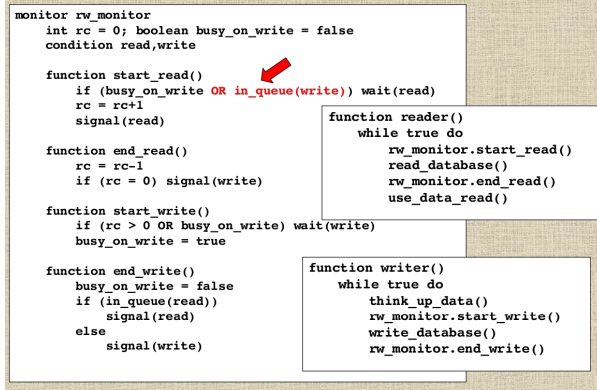 monitor rw_monitor
int rc = 0; boolean busy_on_write = false
condition read,write
function start_read()
if (busy_on_write OR in_queue(write)) wait(read)
rc = rc+1
signal(read)
function end_read()
rc = rc-1
if (rc = 0) signal(write)
function start_write()
if (rc > 0 OR busy_on_write) wait(write)
busy_on_write = true
function end_write()
busy_on_write = false
if (in_queue(read))
signal(read)
else
signal(write)
function reader()
while true do
rw_monitor.start_read()
read_database()
rw_monitor.end_read()
use_data_read()
function writer()
while true do
think_up_data()
rw_monitor.start_write()
write_database()
rw_monitor.end_write()